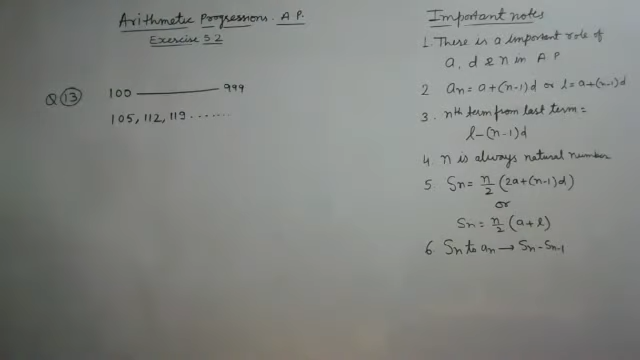 Arithmetic Progressions. A.P.
Exercise 5.2
Q 13 100 ——— 999
105, 112, 119 .......
Important notes
1. There is a important role of
a, d & n in A P
2 an = a+(n-1)d or l = a+(n-1)d
3. nth term from last term =
l-(n-1)d
4. n is always natural number
5. Sn = n/2 (2a+(n-1)d)
or
Sn = n/2 (a+l)
6. Sn to an → Sn - Sn-1